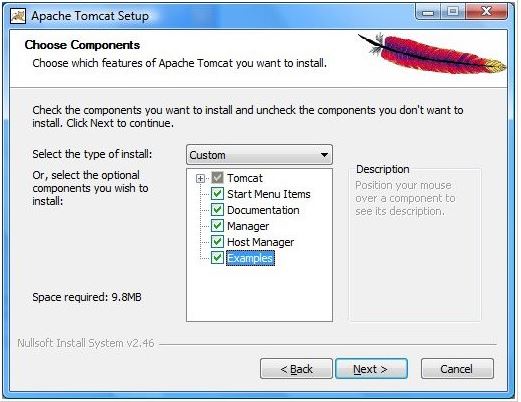 Apache Tomcat Setup
Choose Components
Choose which features of Apache Tomcat you want to install.
Check the components you want to install and uncheck the components you don't want to
install. Click Next to continue.
Select the type of install:
Custom
Or, select the optional
components you wish to
install:
Tomcat
Start Menu Items
Documentation
Manager
Host Manager
Examples
Description
Position your mouse
over a component to
see its description.
Space required: 9.8MB
Nullsoft Install System v2.46
< Back
Next >
Cancel